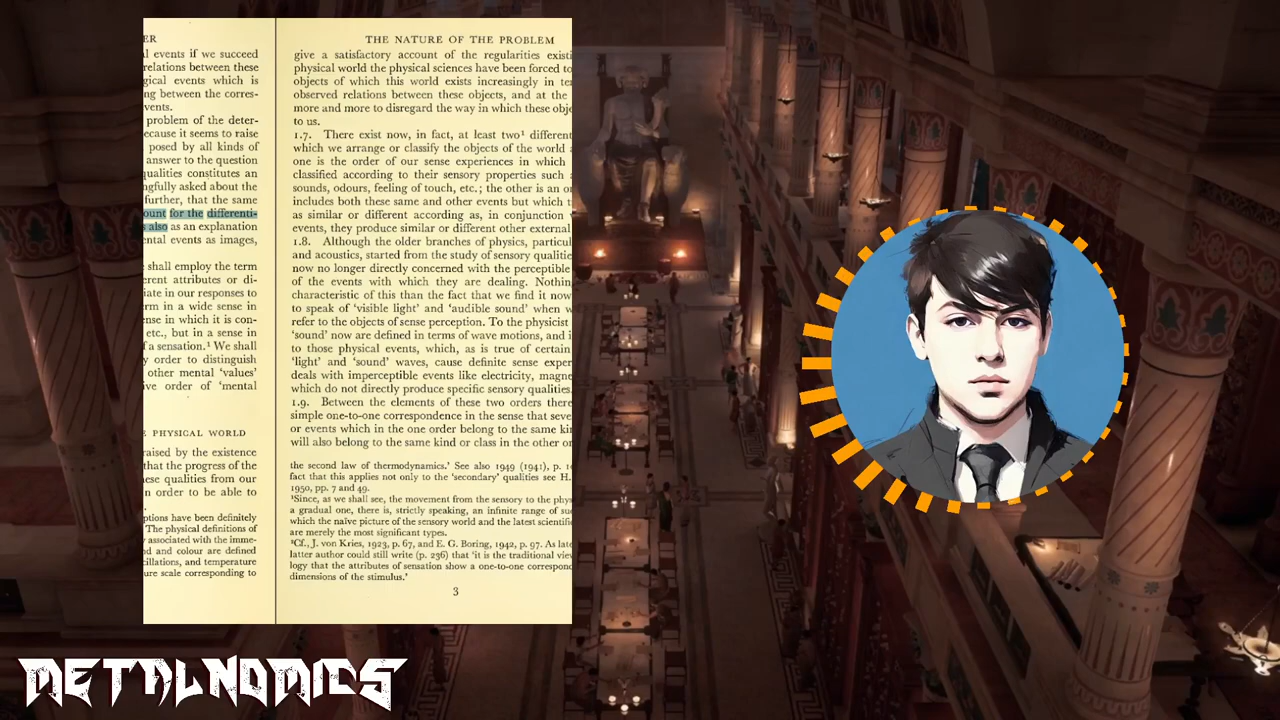 ER
al events if we succeed
relations between these
gical events which is
ng between the corres-
vents.
problem of the deter-
ecause it seems to raise
posed by all kinds of
answer to the question
qualities constitutes an
ngfully asked about the
further, that the same
ount for the differenti-
s also as an explanation
ental events as images,
e shall employ the term
erent attributes or di-
iate in our responses to
rm in a wide sense in
ense in which it is con-
etc., but in a sense in
f a sensation.¹ We shall
y order to distinguish
other mental ‘values’
ive order of ‘mental
E PHYSICAL WORLD
raised by the existence
that the progress of the
nese qualities from our
n order to be able to
ptions have been definitely
The physical definitions of
y associated with the imme-
nd and colour are defined
cillations, and temperature
ure scale corresponding to
THE NATURE OF THE PROBLEM
give a satisfactory account of the regularities existi
physical world the physical sciences have been forced to
objects of which this world exists increasingly in te
observed relations between these objects, and at the
more and more to disregard the way in which these obje
to us.
1.7. There exist now, in fact, at least two¹ different
which we arrange or classify the objects of the world
one is the order of our sense experiences in which
classified according to their sensory properties such
sounds, odours, feeling of touch, etc.; the other is an or
includes both these same and other events but which t
as similar or different according as, in conjunction w
events, they produce similar or different other external
1.8. Although the older branches of physics, particul
and acoustics, started from the study of sensory qualitie
now no longer directly concerned with the perceptible
of the events with which they are dealing. Nothin
characteristic of this than the fact that we find it now
to speak of ‘visible light’ and ‘audible sound’ when w
refer to the objects of sense perception. To the physicist
‘sound’ now are defined in terms of wave motions, and i
to those physical events, which, as is true of certain
‘light’ and ‘sound’ waves, cause definite sense exper
deals with imperceptible events like electricity, magne
which do not directly produce specific sensory qualities.
1.9. Between the elements of these two orders there
simple one-to-one correspondence in the sense that seve
or events which in the one order belong to the same ki
will also belong to the same kind or class in the other or
the second law of thermodynamics.’ See also 1949 (1941), p. 1
fact that this applies not only to the ‘secondary’ qualities see H.
1950, pp. 7 and 49.
¹Since, as we shall see, the movement from the sensory to the phys
a gradual one, there is, strictly speaking, an infinite range of su
which the naïve picture of the sensory world and the latest scientifi
are merely the most significant types.
²Cf., J. von Kries, 1923, p. 67, and E. G. Boring, 1942, p. 97. As late
latter author could still write (p. 236) that ‘it is the traditional view
logy that the attributes of sensation show a one-to-one correspond
dimensions of the stimulus.’
3
METALNOMICS